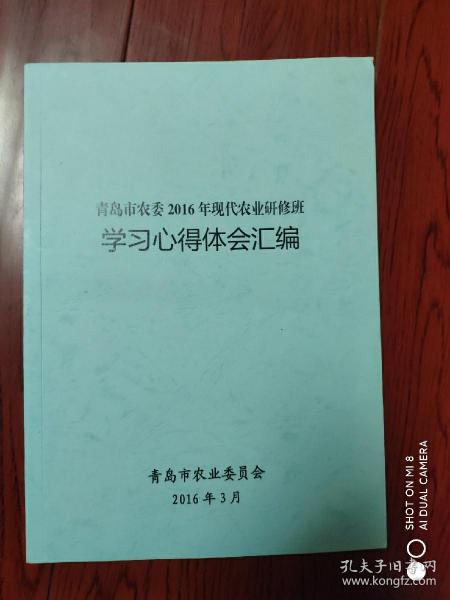 青岛市农委2016年现代农业研修班
学习心得体会汇编
青岛市农业委员会
2016年3月
SHOT ON MI 8
AI DUAL CAMERA
孔夫子旧书网
www.kongfz.com